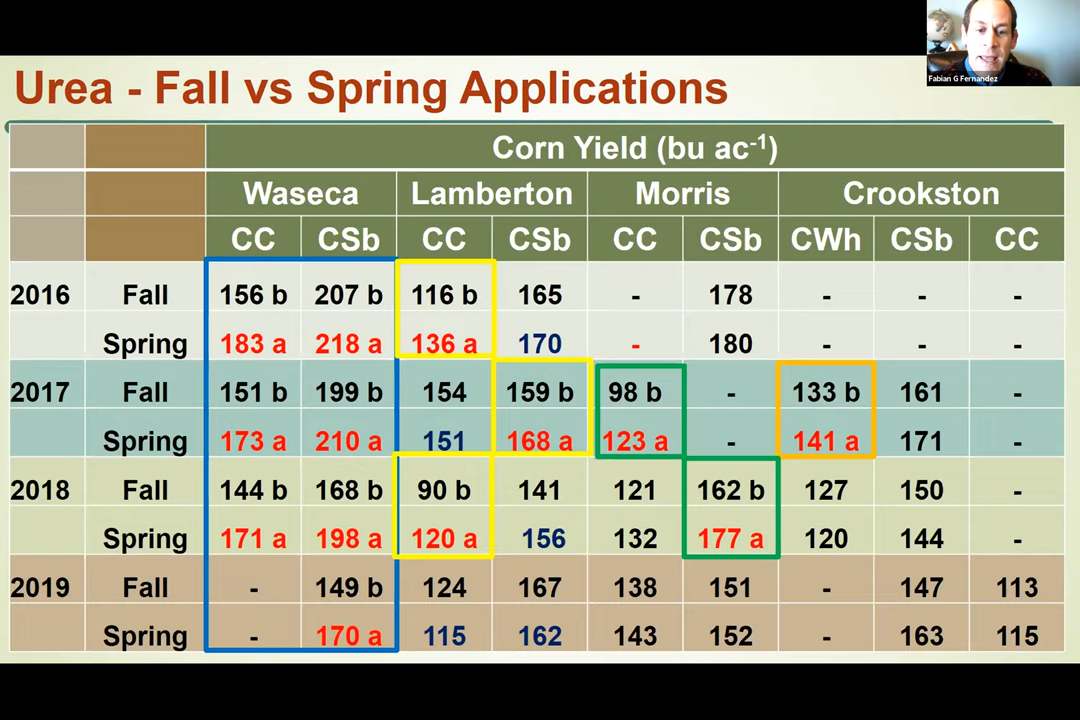 Fabian G Fernandez
Urea - Fall vs Spring Applications
Corn Yield (bu ac-1)
Waseca Lamberton Morris Crookston
CC CSb CC CSb CC CSb CWh CSb CC
2016 Fall 156 b 207 b 116 b 165 - 178 - - -
Spring 183 a 218 a 136 a 170 - 180 - - -
2017 Fall 151 b 199 b 154 159 b 98 b - 133 b 161 -
Spring 173 a 210 a 151 168 a 123 a - 141 a 171 -
2018 Fall 144 b 168 b 90 b 141 121 162 b 127 150 -
Spring 171 a 198 a 120 a 156 132 177 a 120 144 -
2019 Fall - 149 b 124 167 138 151 - 147 113
Spring - 170 a 115 162 143 152 - 163 115